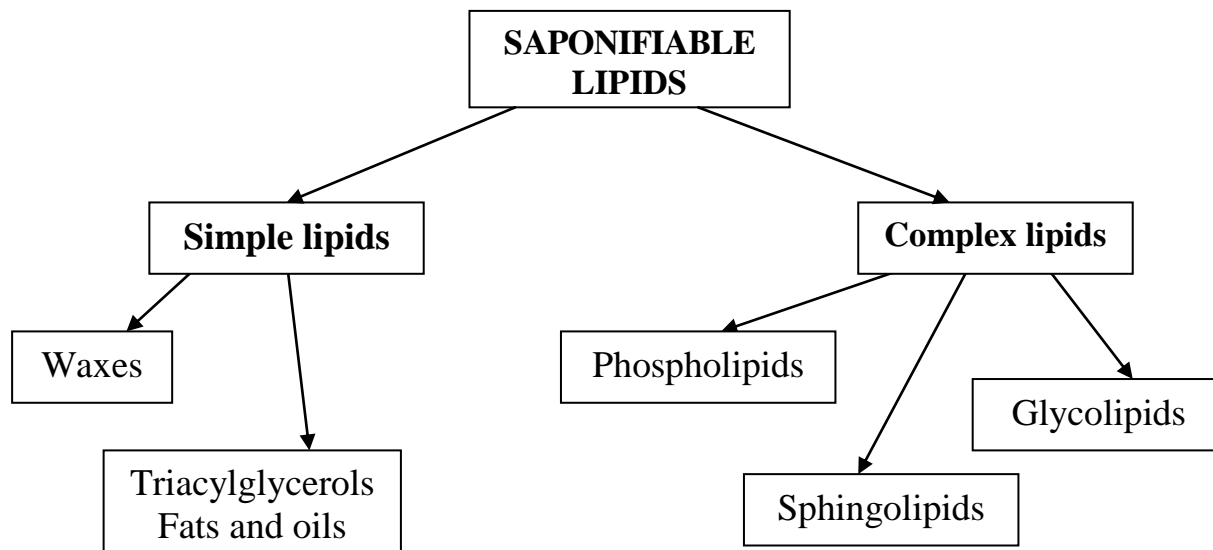 SAPONIFIABLE
LIPIDS
Simple lipids
Complex lipids
Waxes
Phospholipids
Glycolipids
Triacylglycerols
Fats and oils
Sphingolipids